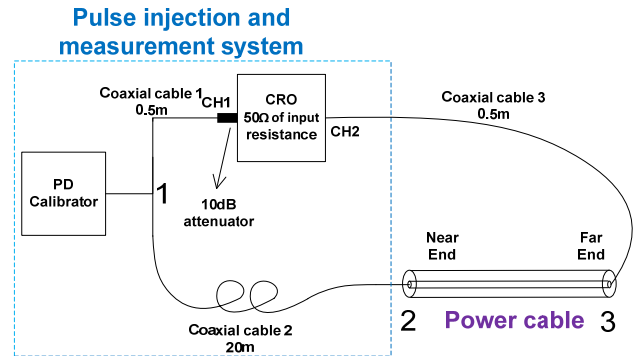 Pulse injection and
measurement system
Coaxial cable 1
0.5m
CH1
CRO
50Ω of input
resistance
CH2
Coaxial cable 3
0.5m
PD
Calibrator
1
10dB
attenuator
Near
End
Far
End
Coaxial cable 2
20m
2
Power cable
3